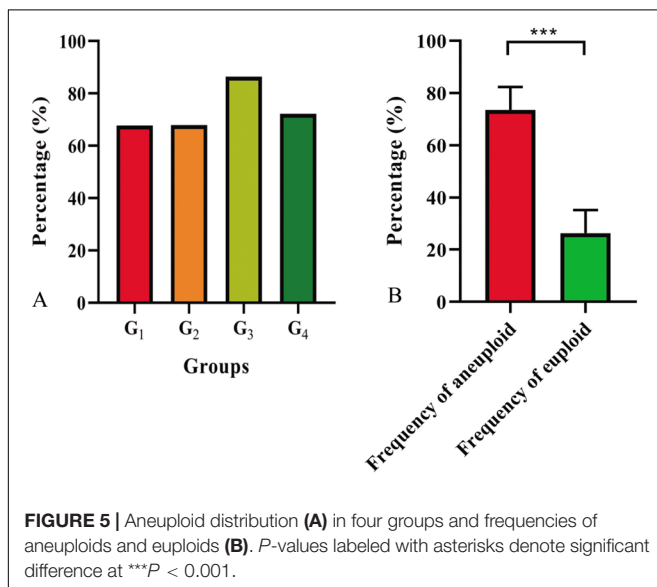 100
80
60
40
20
0
Percentage (%)
A
G₁ G₂ G₃ G₄
Groups
100
80
60
40
20
0
Percentage (%)
B
***
Frequency of aneuploid
Frequency of euploid
FIGURE 5 | Aneuploid distribution (A) in four groups and frequencies of
aneuploids and euploids (B). P-values labeled with asterisks denote significant
difference at ***P < 0.001.